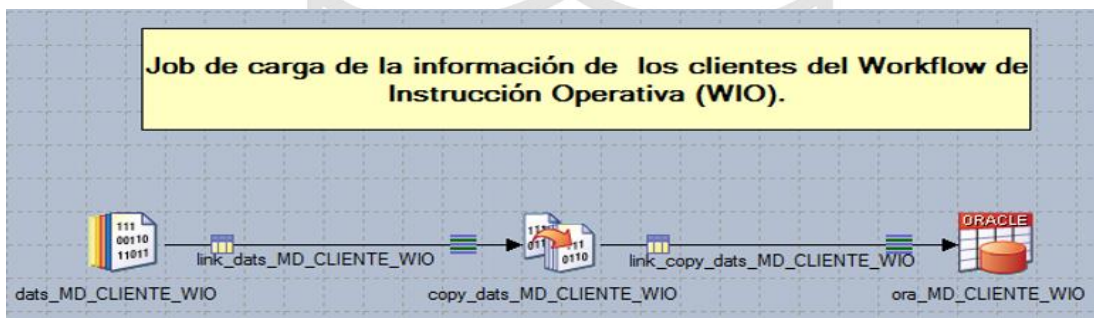 Job de carga de la información de los clientes del Workflow de
Instrucción Operativa (WIO).
111
00110
11011
ORACLE
link_dats_MD_CLIENTE_WIO
link_copy_dats_MD_CLIENTE_WIO
dats_MD_CLIENTE_WIO
copy_dats_MD_CLIENTE_WIO
ora_MD_CLIENTE_WIO